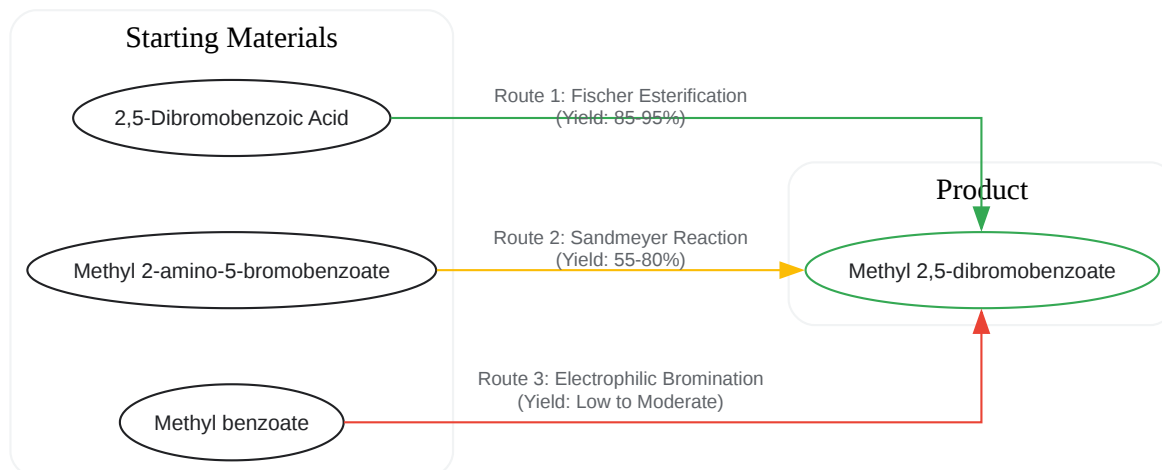 Starting Materials
2,5-Dibromobenzoic Acid
Route 1: Fischer Esterification
(Yield: 85-95%)
Product
Methyl 2-amino-5-bromobenzoate
Route 2: Sandmeyer Reaction
(Yield: 55-80%)
Methyl 2,5-dibromobenzoate
Methyl benzoate
Route 3: Electrophilic Bromination
(Yield: Low to Moderate)